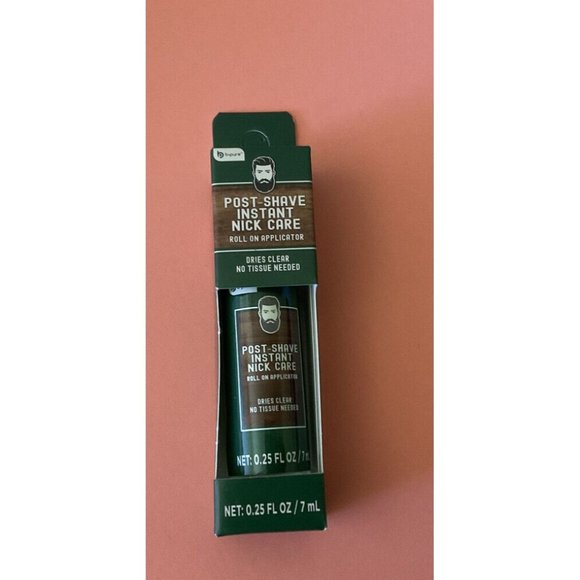 b•pure
POST-SHAVE
INSTANT
NICK CARE
ROLL ON APPLICATOR
DRIES CLEAR
NO TISSUE NEEDED
POST-SHAVE
INSTANT
NICK CARE
ROLL ON APPLICATOR
DRIES CLEAR
NO TISSUE NEEDED
NET: 0.25 FL OZ / 7 m
NET: 0.25 FL OZ / 7 mL